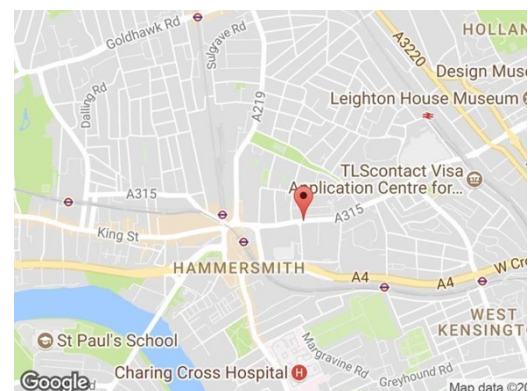 Goldhawk Rd
HOLLAN
Sulgrave Rd
A3220
Design Muse
Leighton House Museum
Dalling Rd
A219
TLScontact Visa
Application Centre for...
A315
A315
King St
HAMMERSMITH
A4
A4
W Cro
WEST
KENSINGTO
St Paul's School
Margravine Rd
Charing Cross Hospital
H
Greyhound Rd
Google
Map data ©20